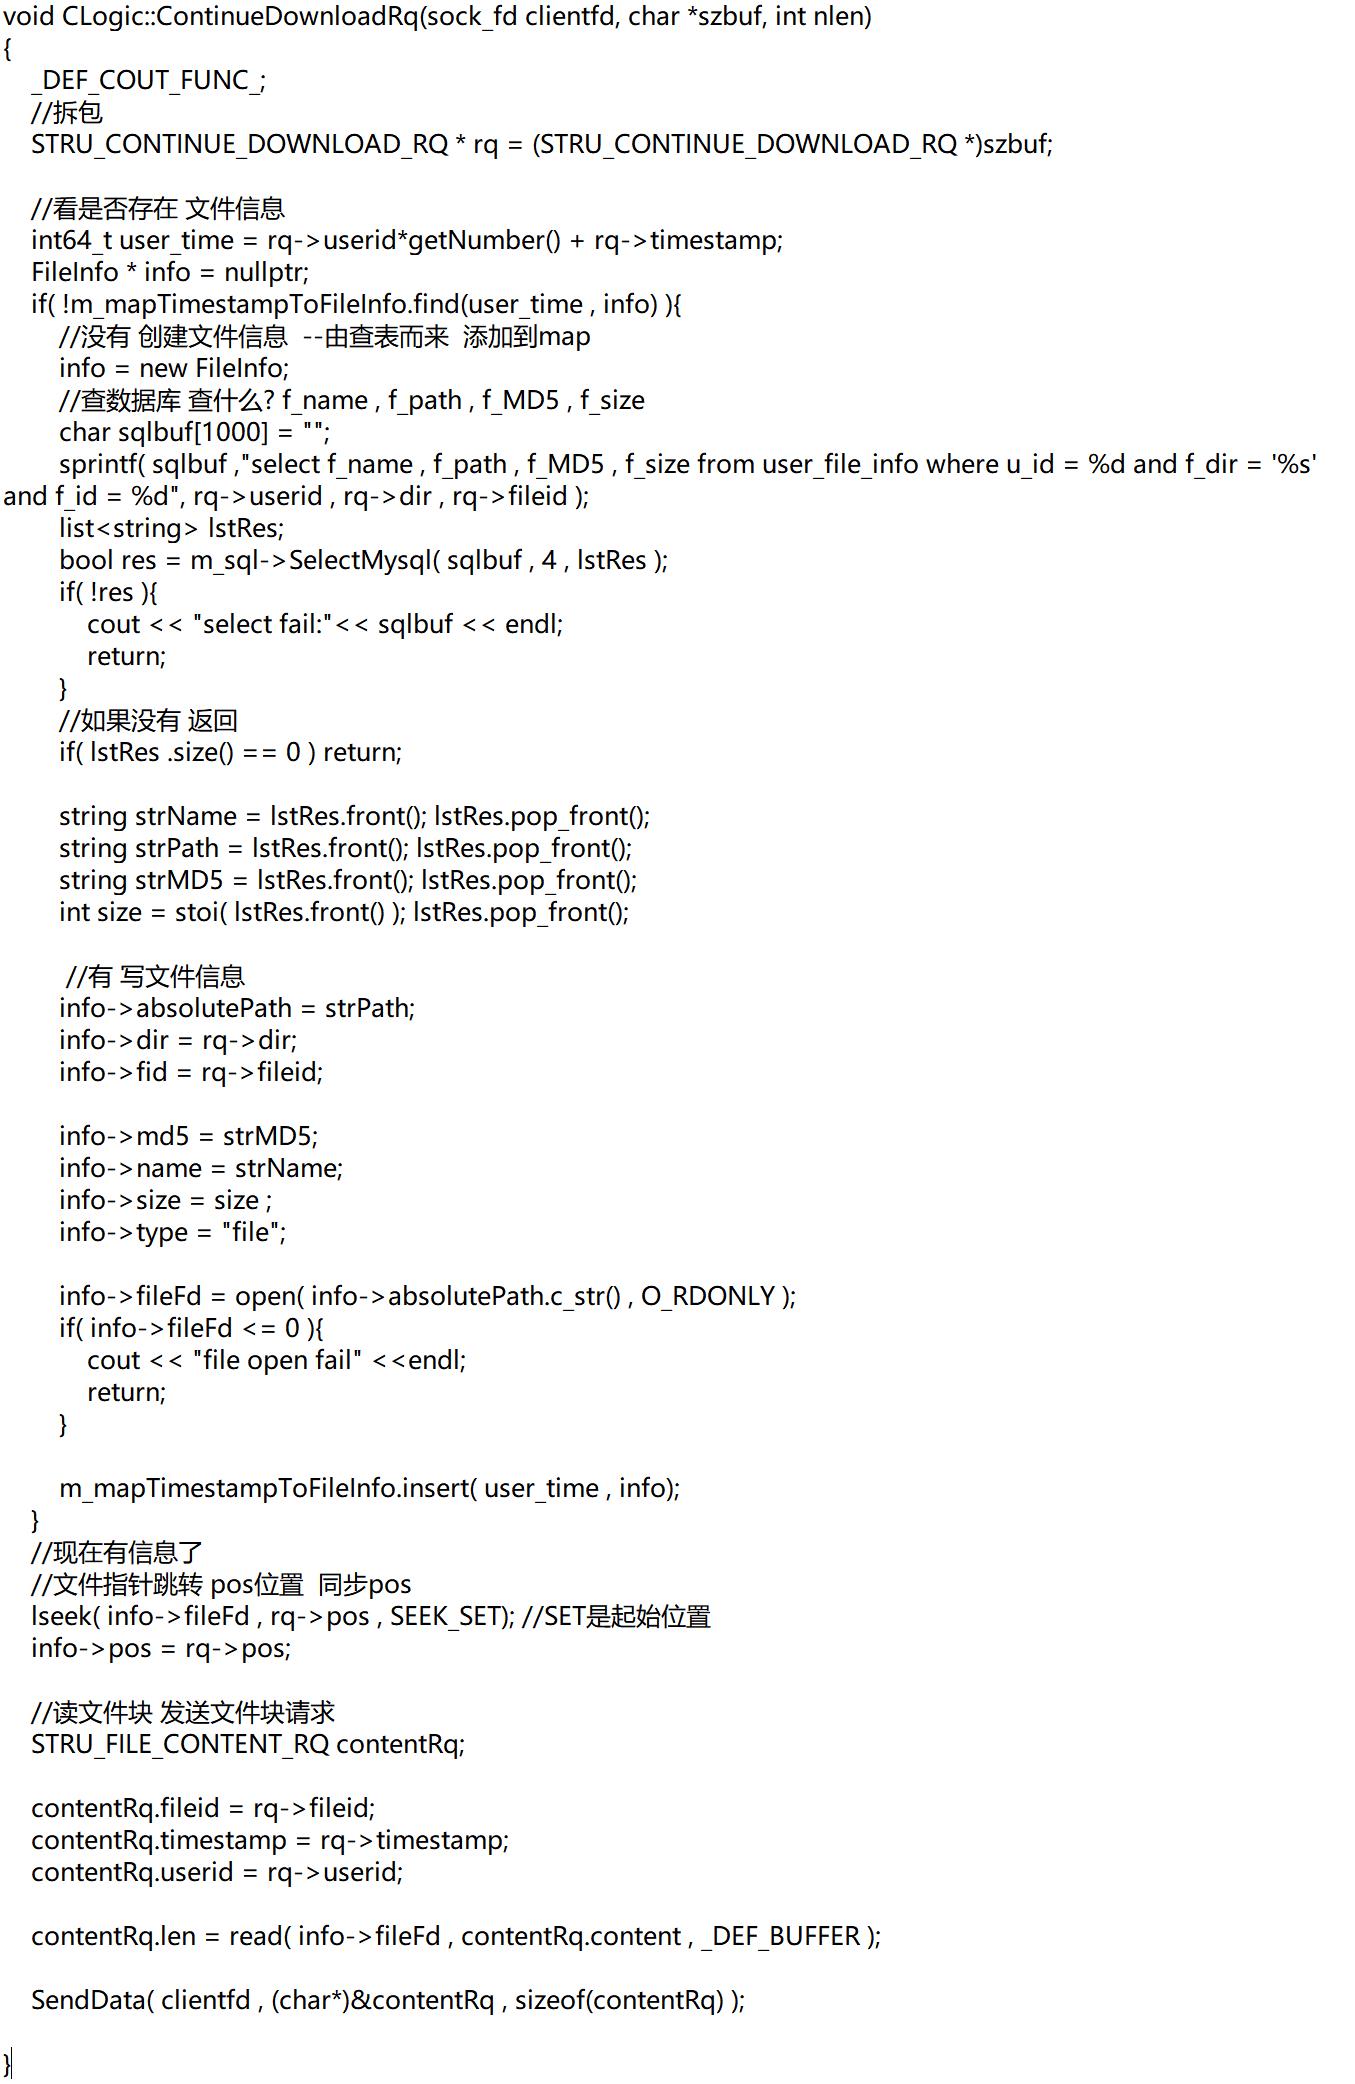 void CLogic::ContinueDownloadRq(sock_fd clientfd, char *szbuf, int nlen)
{
_DEF_COUT_FUNC_;
//拆包
STRU_CONTINUE_DOWNLOAD_RQ * rq = (STRU_CONTINUE_DOWNLOAD_RQ *)szbuf;
//看是否存在 文件信息
int64_t user_time = rq->userid*getNumber() + rq->timestamp;
FileInfo * info = nullptr;
if( !m_mapTimestampToFileInfo.find(user_time , info) ){
//没有 创建文件信息  --由查表而来  添加到map
info = new FileInfo;
//查数据库 查什么? f_name , f_path , f_MD5 , f_size
char sqlbuf[1000] = "";
sprintf( sqlbuf ,"select f_name , f_path , f_MD5 , f_size from user_file_info where u_id = %d and f_dir = '%s'
and f_id = %d", rq->userid , rq->dir , rq->fileid );
list<string> lstRes;
bool res = m_sql->SelectMysql( sqlbuf , 4 , lstRes );
if( !res ){
cout << "select fail:"<< sqlbuf << endl;
return;
}
//如果没有 返回
if( lstRes .size() == 0 ) return;
string strName = lstRes.front(); lstRes.pop_front();
string strPath = lstRes.front(); lstRes.pop_front();
string strMD5 = lstRes.front(); lstRes.pop_front();
int size = stoi( lstRes.front() ); lstRes.pop_front();
//有 写文件信息
info->absolutePath = strPath;
info->dir = rq->dir;
info->fid = rq->fileid;
info->md5 = strMD5;
info->name = strName;
info->size = size ;
info->type = "file";
info->fileFd = open( info->absolutePath.c_str() , O_RDONLY );
if( info->fileFd <= 0 ){
cout << "file open fail" <<endl;
return;
}
m_mapTimestampToFileInfo.insert( user_time , info);
}
//现在有信息了
//文件指针跳转 pos位置  同步pos
lseek( info->fileFd , rq->pos , SEEK_SET); //SET是起始位置
info->pos = rq->pos;
//读文件块 发送文件块请求
STRU_FILE_CONTENT_RQ contentRq;
contentRq.fileid = rq->fileid;
contentRq.timestamp = rq->timestamp;
contentRq.userid = rq->userid;
contentRq.len = read( info->fileFd , contentRq.content , _DEF_BUFFER );
SendData( clientfd , (char*)&contentRq , sizeof(contentRq) );
}